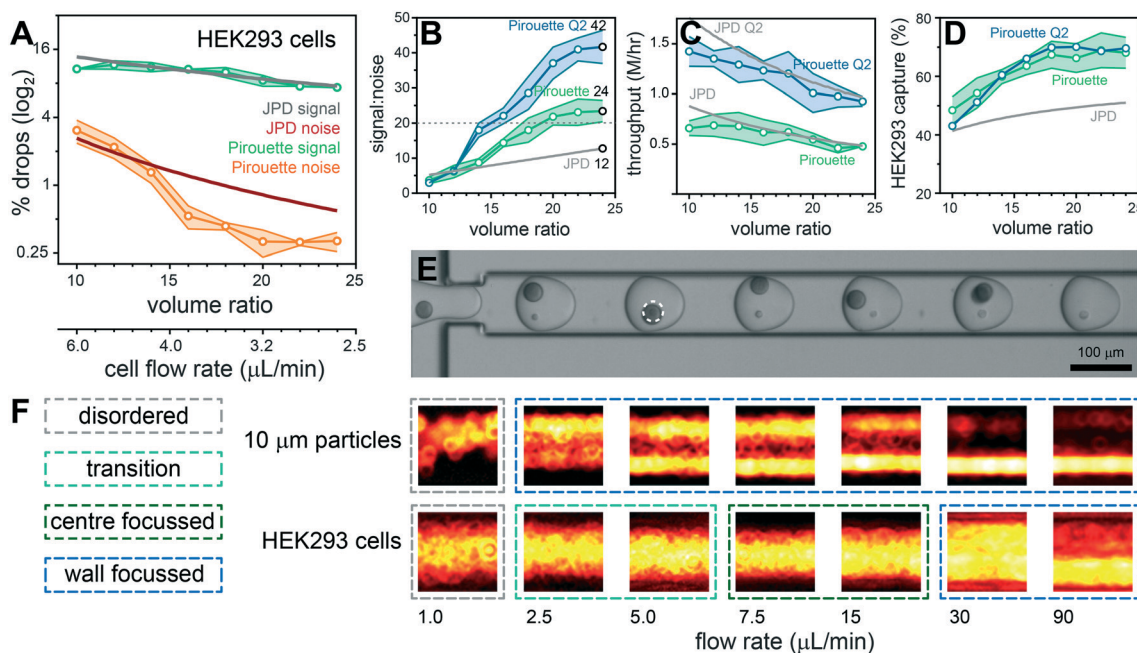 A
HEK293 cells
% drops (log2)
16
4
1
0.25
JPD signal
JPD noise
Pirouette signal
Pirouette noise
10 15 20 25
volume ratio
6.0 4.0 3.2 2.5
cell flow rate (μL/min)
B
signal:noise
50
40
30
20
10
0
Pirouette Q2 42
Pirouette 24
JPD 12
10 15 20 25
volume ratio
C
throughput (M/hr)
1.5
1.0
0.5
JPD Q2
Pirouette Q2
JPD
Pirouette
10 15 20 25
volume ratio
D
HEK293 capture (%)
80
60
40
20
Pirouette Q2
Pirouette
JPD
10 15 20 25
volume ratio
E
100 μm
F
disordered
transition
centre focussed
wall focussed
10 μm particles
HEK293 cells
1.0 2.5 5.0 7.5 15 30 90
flow rate (μL/min)